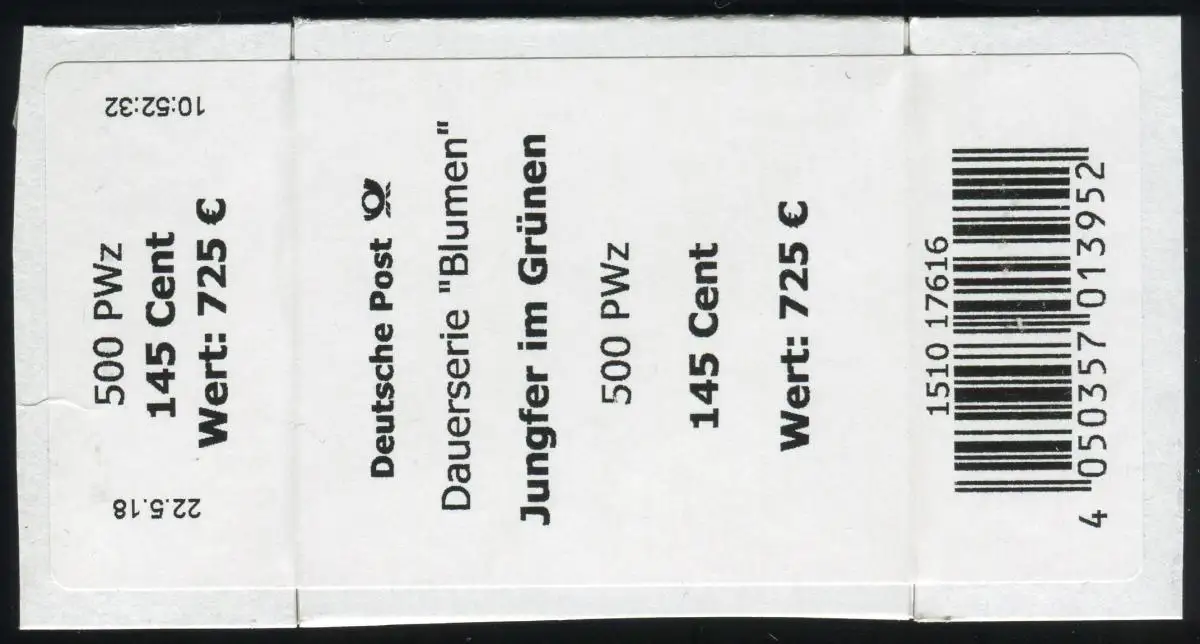 10:52:32
22.5.18
500 PWz
145 Cent
Wert: 725 €
Deutsche Post
Dauerserie "Blumen"
Jungfer im Grünen
500 PWz
145 Cent
Wert: 725 €
1510 17616
4 050357 013952